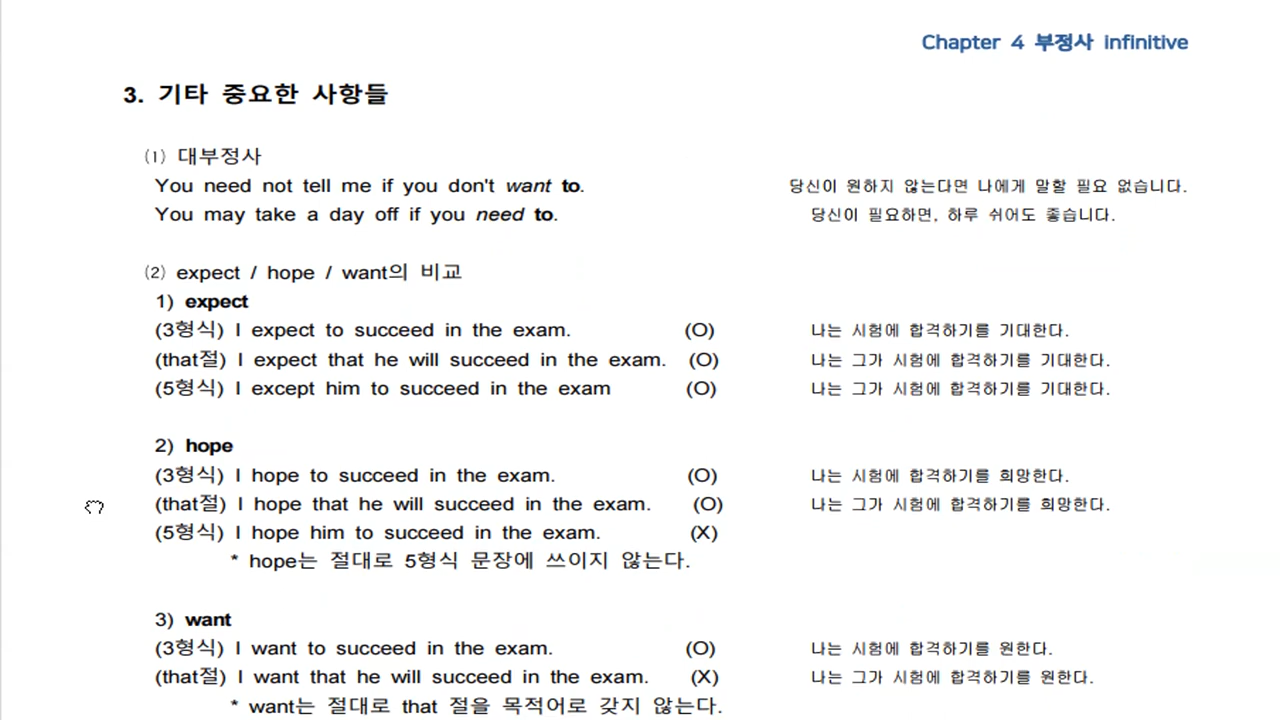 Chapter 4 부정사 infinitive
3. 기타 중요한 사항들
(1) 대부정사
You need not tell me if you don't want to. 당신이 원하지 않는다면 나에게 말할 필요 없습니다.
You may take a day off if you need to. 당신이 필요하면, 하루 쉬어도 좋습니다.
(2) expect / hope / want의 비교
1) expect
(3형식) I expect to succeed in the exam. (O) 나는 시험에 합격하기를 기대한다.
(that절) I expect that he will succeed in the exam. (O) 나는 그가 시험에 합격하기를 기대한다.
(5형식) I except him to succeed in the exam (O) 나는 그가 시험에 합격하기를 기대한다.
2) hope
(3형식) I hope to succeed in the exam. (O) 나는 시험에 합격하기를 희망한다.
(that절) I hope that he will succeed in the exam. (O) 나는 그가 시험에 합격하기를 희망한다.
(5형식) I hope him to succeed in the exam. (X)
* hope는 절대로 5형식 문장에 쓰이지 않는다.
3) want
(3형식) I want to succeed in the exam. (O) 나는 시험에 합격하기를 원한다.
(that절) I want that he will succeed in the exam. (X) 나는 그가 시험에 합격하기를 원한다.
* want는 절대로 that 절을 목적어로 갖지 않는다.